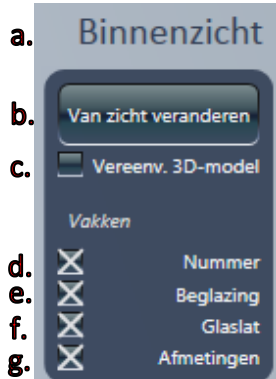 a. Binnenzicht
b. Van zicht veranderen
c. Vereenv. 3D-model
Vakken
d. Nummer
e. Beglazing
f. Glaslat
g. Afmetingen